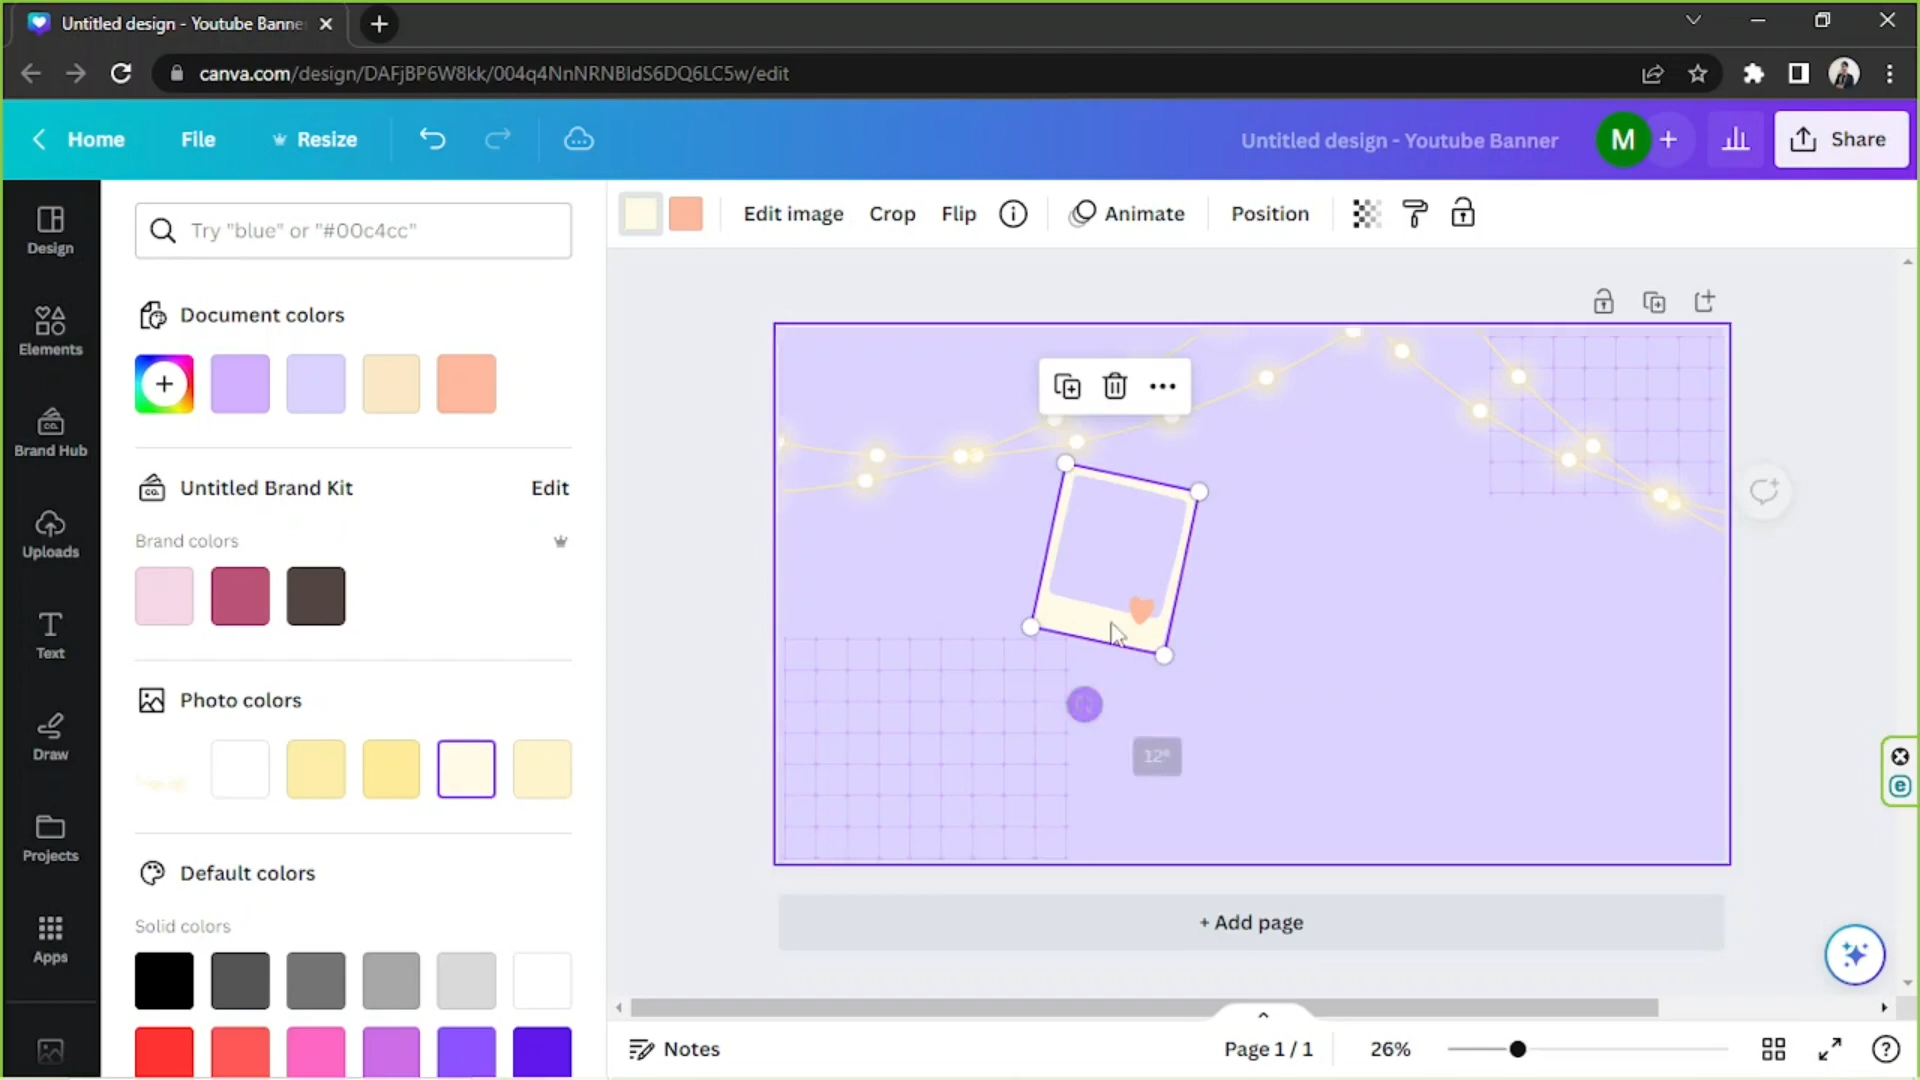 Untitled design - Youtube Banne
canva.com/design/DAFjBP6W8kk/004q4NnNRNBIdS6DQ6LC5w/edit
Home
File
Resize
Untitled design - Youtube Banner
M
Share
Design
Elements
Brand Hub
Uploads
Text
Draw
Projects
Apps
Try "blue" or "#00c4cc"
Document colors
Untitled Brand Kit
Edit
Brand colors
Photo colors
Default colors
Solid colors
Edit image
Crop
Flip
Animate
Position
12°
+ Add page
Notes
Page 1 / 1
26%